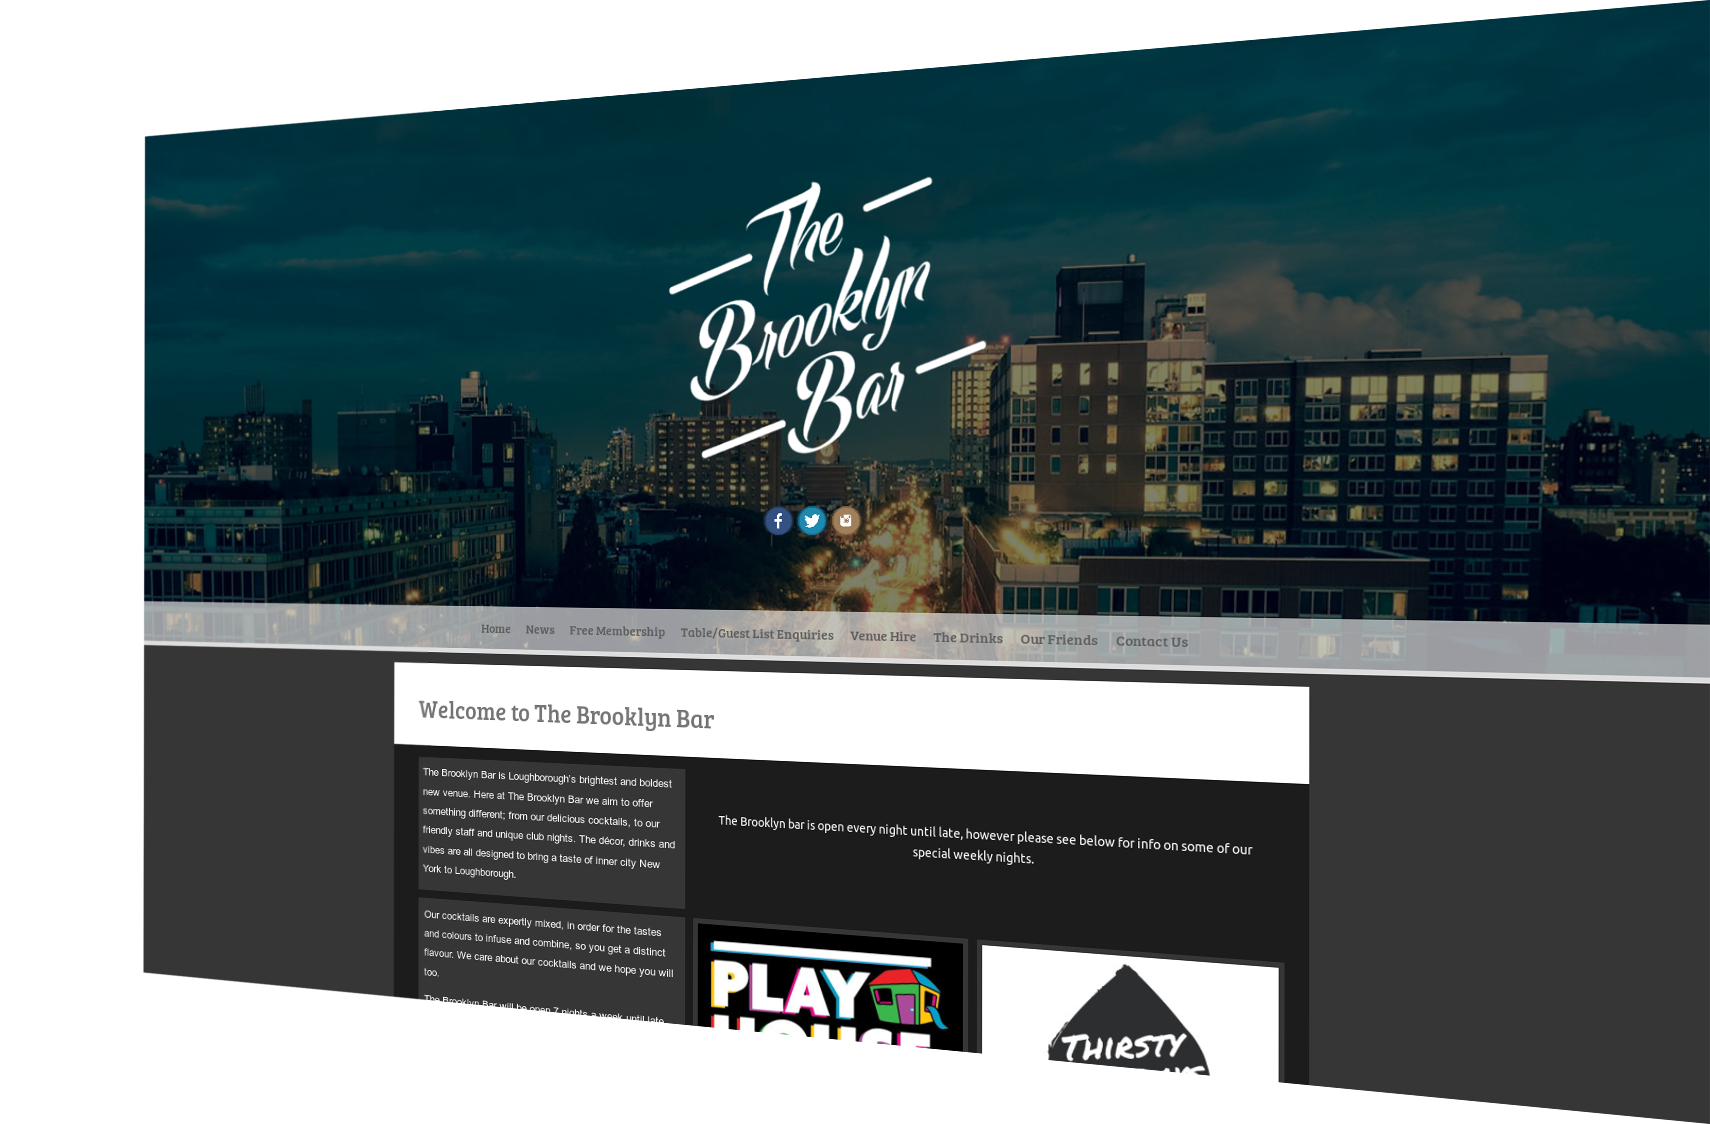 The
Brooklyn
Bar
Home News Free Membership Table/Guest List Enquiries Venue Hire The Drinks Our Friends Contact Us
Welcome to The Brooklyn Bar
The Brooklyn Bar is Loughborough's brightest and boldest
new venue. Here at The Brooklyn Bar we aim to offer
something different; from our delicious cocktails, to our
friendly staff and unique club nights. The décor, drinks and
vibes are all designed to bring a taste of inner city New
York to Loughborough.
Our cocktails are expertly mixed, in order for the tastes
and colours to infuse and combine, so you get a distinct
flavour. We care about our cocktails and we hope you will
too.
The Brooklyn Bar will be open 7 nights a week until late
The Brooklyn bar is open every night until late, however please see below for info on some of our
special weekly nights.
PLAY
HOUSE
THIRSTY